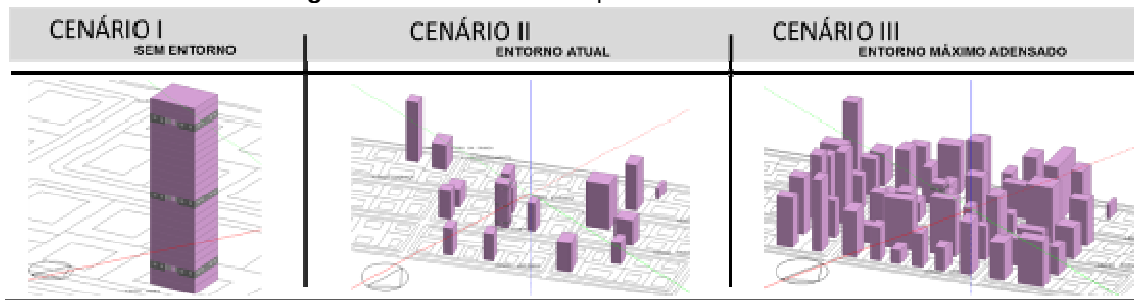 CENÁRIO I
SEM ENTORNO
CENÁRIO II
ENTORNO ATUAL
CENÁRIO III
ENTORNO MÁXIMO ADENSADO